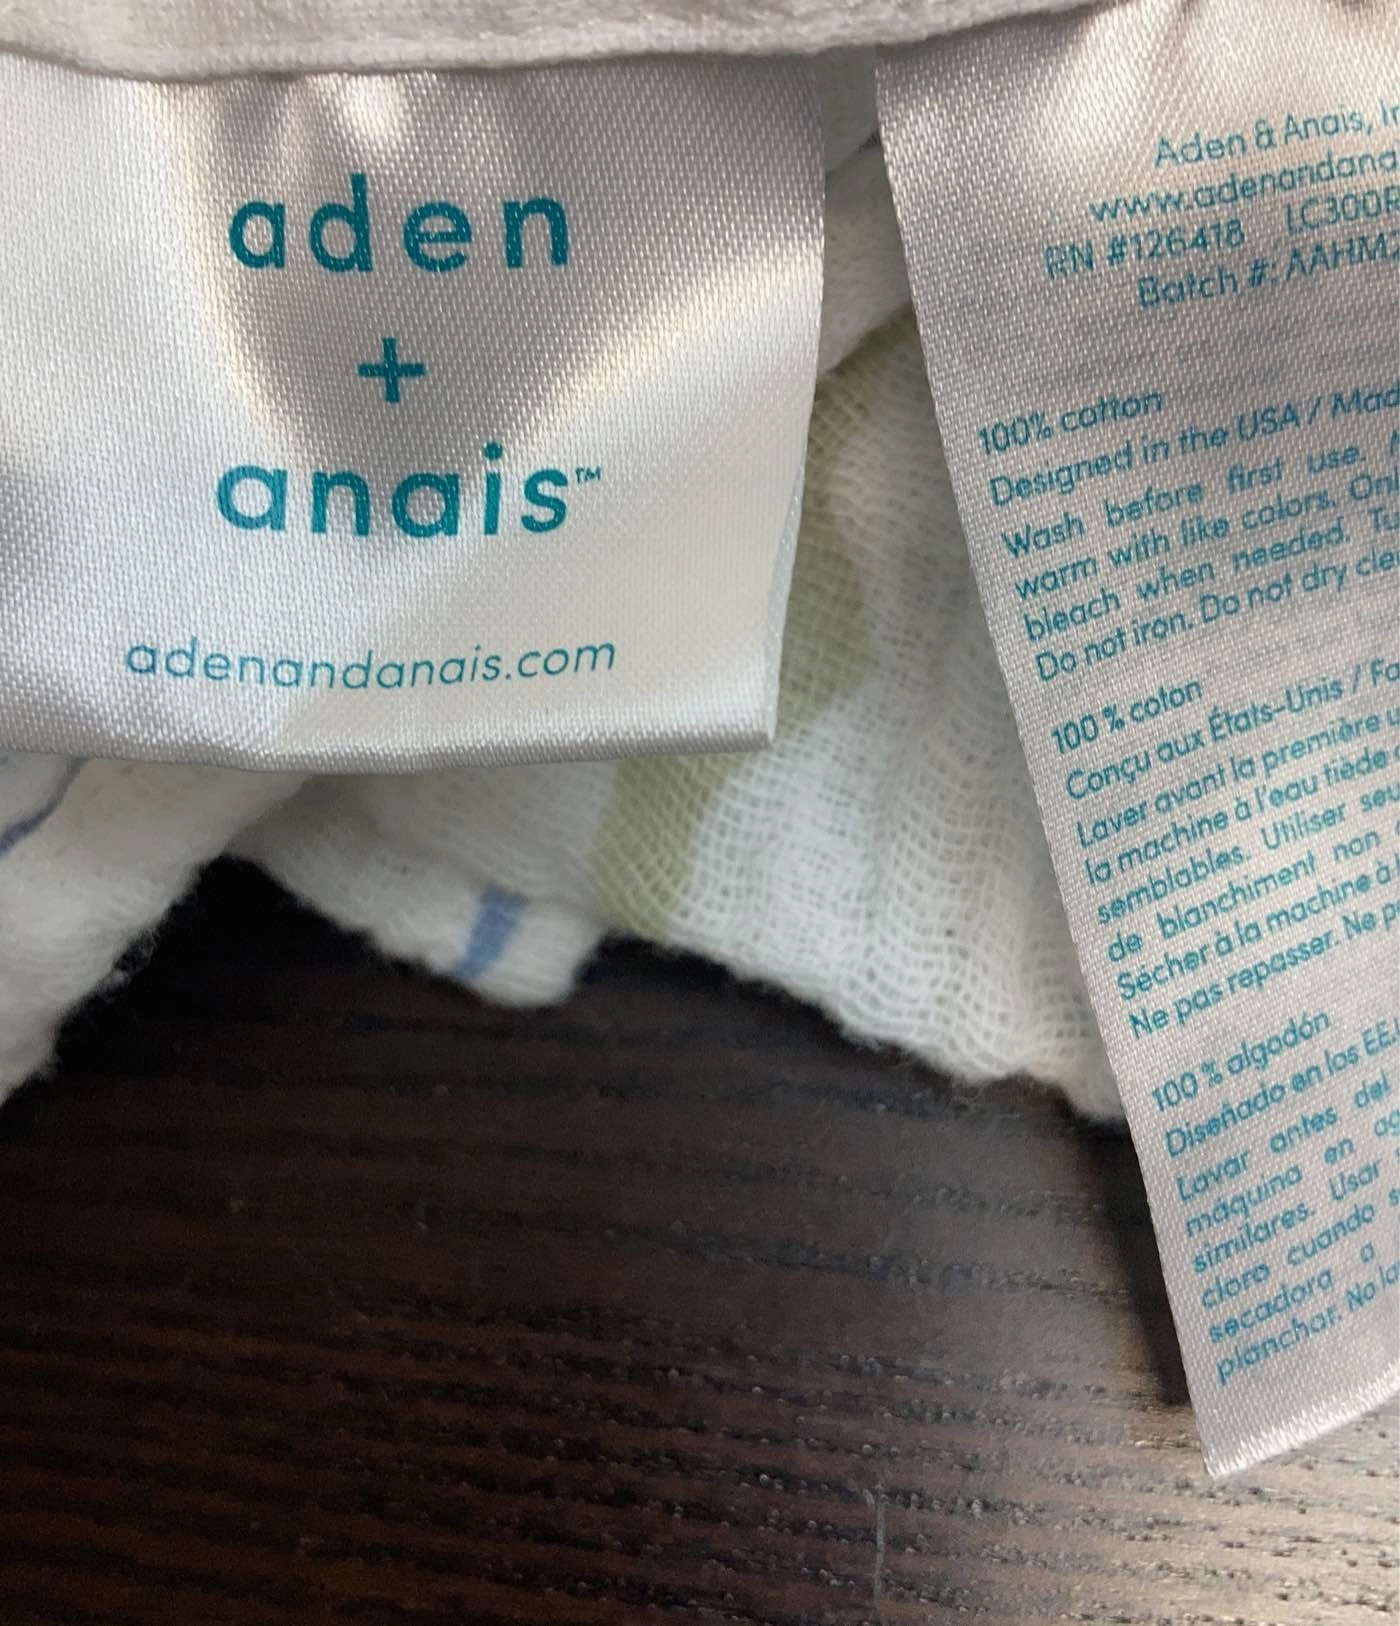 aden
+
anais™
adenandanais.com
Aden & Anais,
RN #126478 LC300
Batch #:
100% cotton
Designed in the USA /
Wash before first use.
warm with like colors.
bleach when needed.
Do not iron. Do not dry
100 % coton
Conçu aux États-Unis /
Laver avant la première
la machine à l'eau tiède
semblables. Utiliser
de blanchiment non
Sécher à la machine à
Ne pas repasser. Ne
100 % algodón
Diseñado en los EE.
Lavar antes del
máquina en
similares. Usar
cloro cuando
secadora a
planchar. No